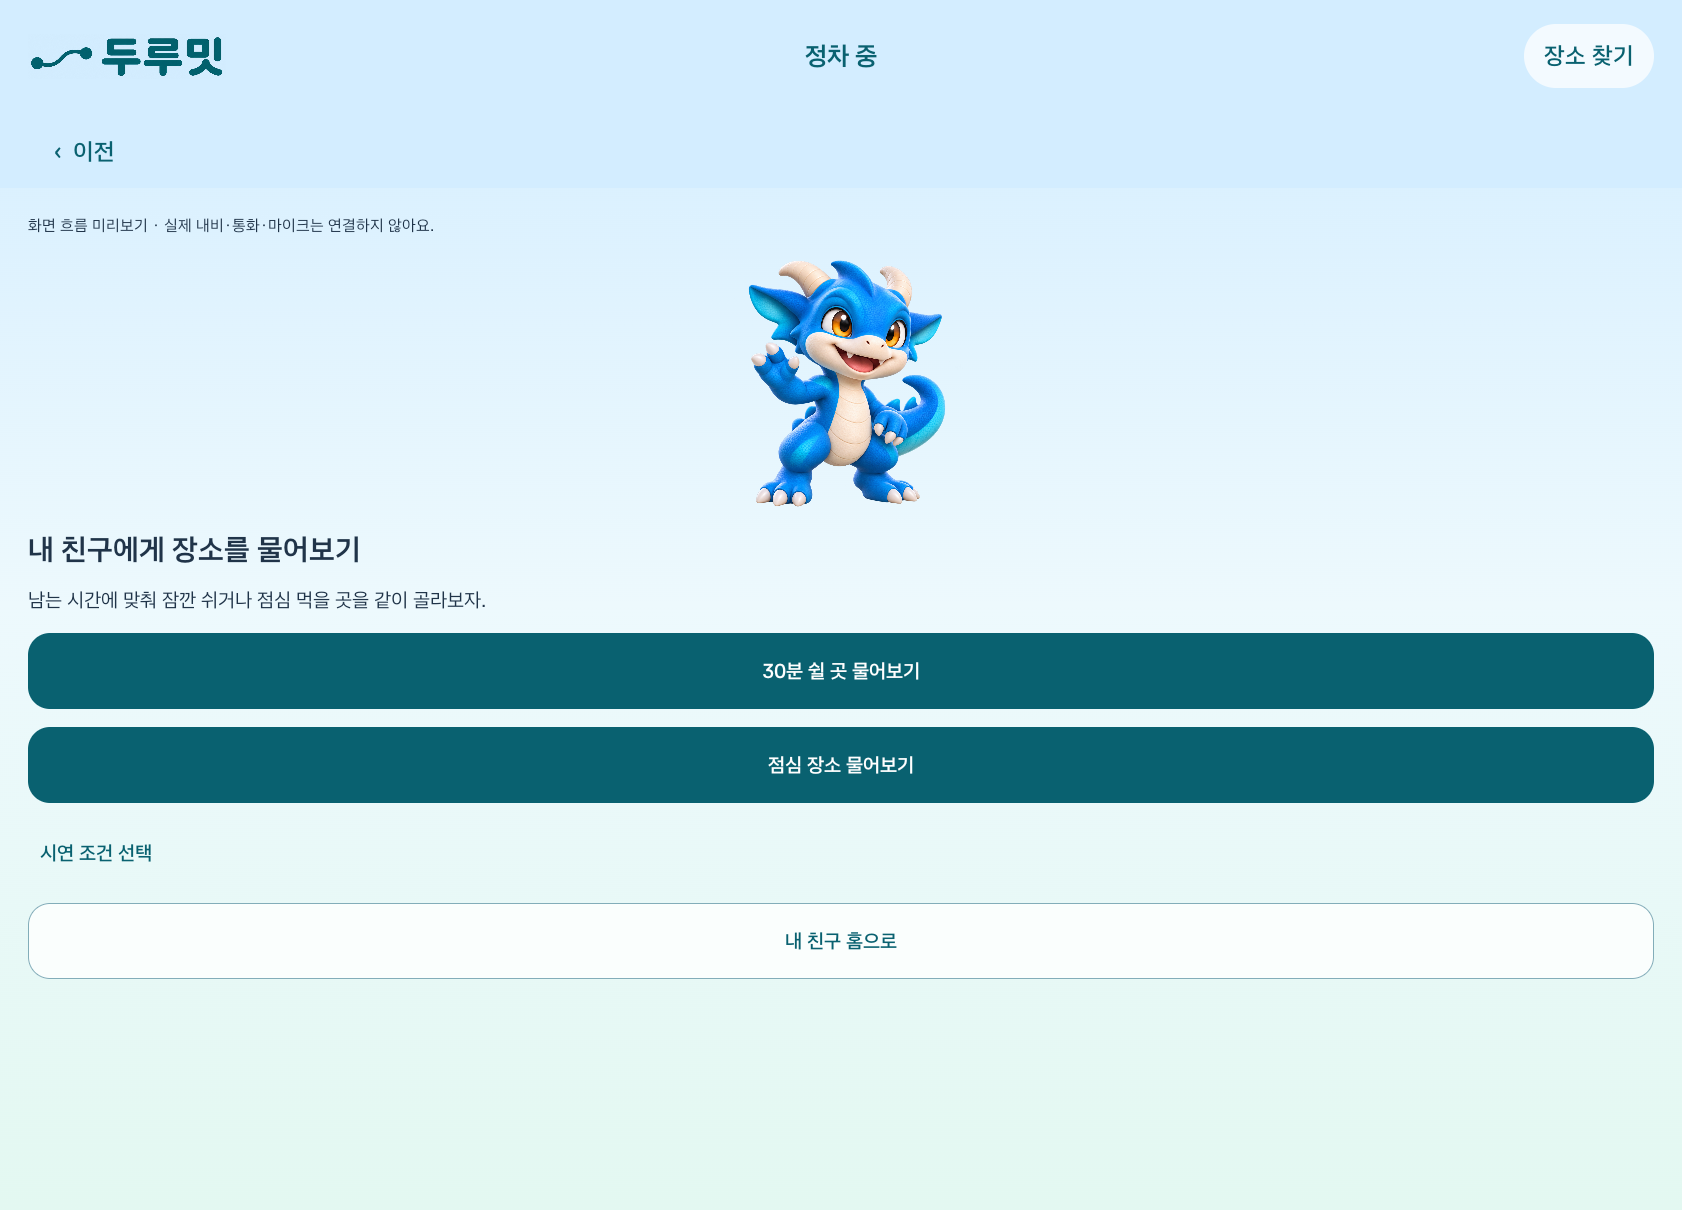 두루밋
정차 중
장소 찾기
‹ 이전
화면 흐름 미리보기 · 실제 내비·통화·마이크는 연결하지 않아요.
내 친구에게 장소를 물어보기
남는 시간에 맞춰 잠깐 쉬거나 점심 먹을 곳을 같이 골라보자.
30분 쉴 곳 물어보기
점심 장소 물어보기
시연 조건 선택
내 친구 홈으로